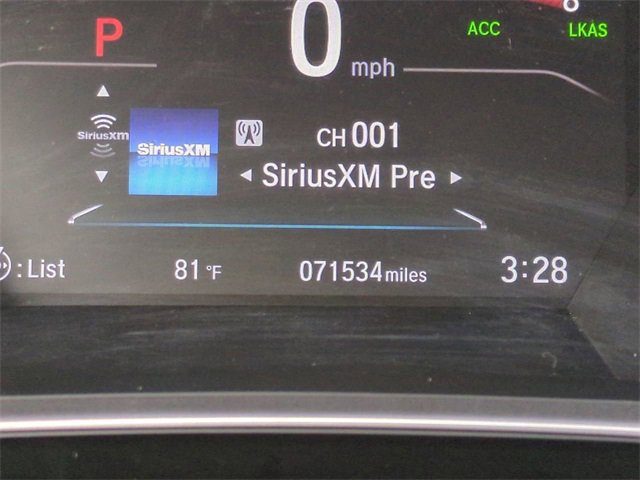 P
0 mph
ACC
LKAS
SiriusXM
SiriusXM
CH 001
SiriusXM Pre
: List
81 °F
071534 miles
3:28